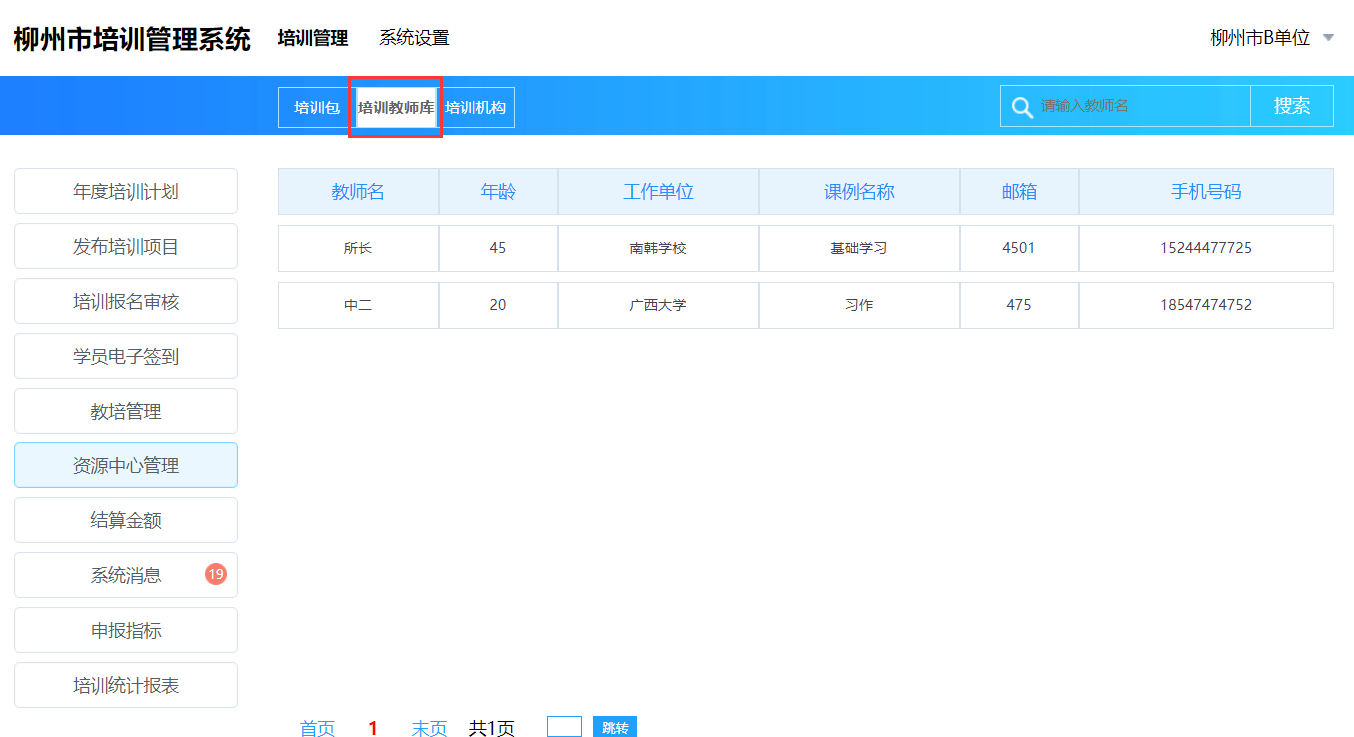 柳州市培训管理系统 培训管理 系统设置 柳州市B单位
培训包 培训教师库 培训机构 请输入教师名 搜索
年度培训计划
发布培训项目
培训报名审核
学员电子签到
教培管理
资源中心管理
结算金额
系统消息 19
申报指标
培训统计报表
教师名 年龄 工作单位 课例名称 邮箱 手机号码
所长 45 南韩学校 基础学习 4501 15244477725
中二 20 广西大学 习作 475 18547474752
首页 1 末页 共1页 跳转